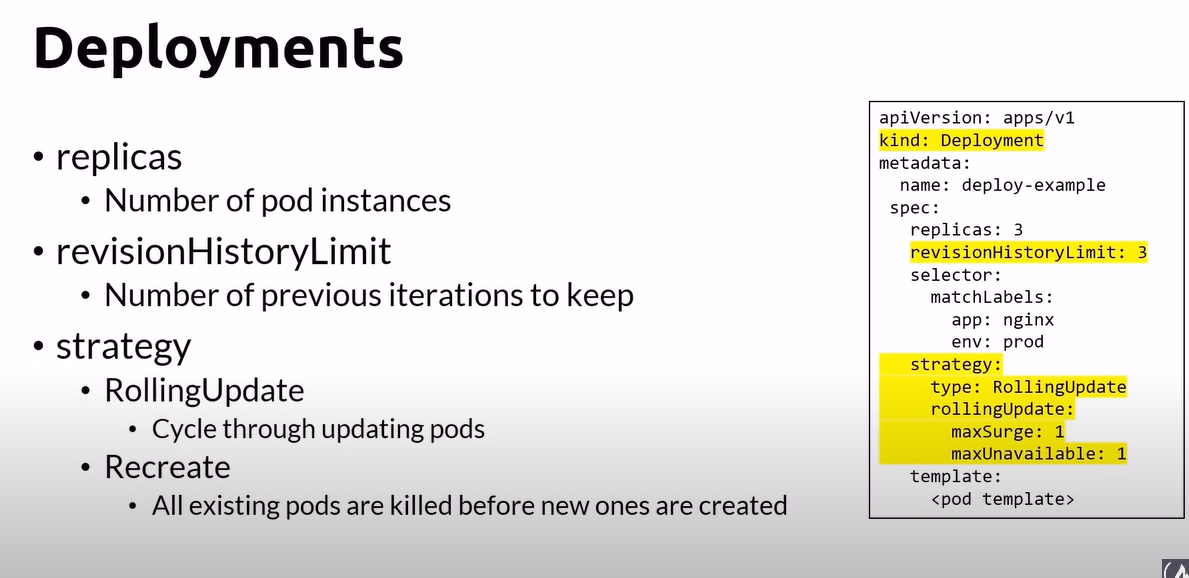 Deployments
• replicas
• Number of pod instances
• revisionHistoryLimit
• Number of previous iterations to keep
• strategy
• RollingUpdate
• Cycle through updating pods
• Recreate
• All existing pods are killed before new ones are created
apiVersion: apps/v1
kind: Deployment
metadata:
  name: deploy-example
 spec:
   replicas: 3
   revisionHistoryLimit: 3
   selector:
     matchLabels:
       app: nginx
       env: prod
   strategy:
     type: RollingUpdate
     rollingUpdate:
       maxSurge: 1
       maxUnavailable: 1
   template:
     <pod template>